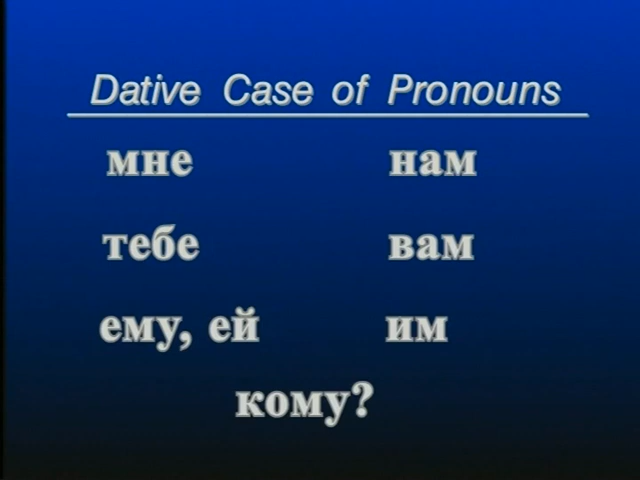 Dative Case of Pronouns
мне нам
тебе вам
ему, ей им
кому?